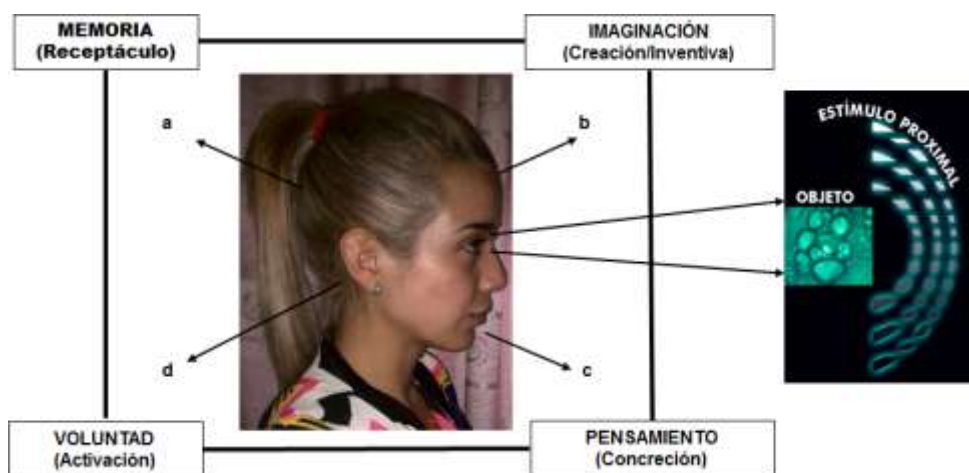 MEMORIA
(Receptáculo)
IMAGINACIÓN
(Creación/Inventiva)
a
b
ESTÍMULO PROXIMAL
OBJETO
d
c
VOLUNTAD
(Activación)
PENSAMIENTO
(Concreción)